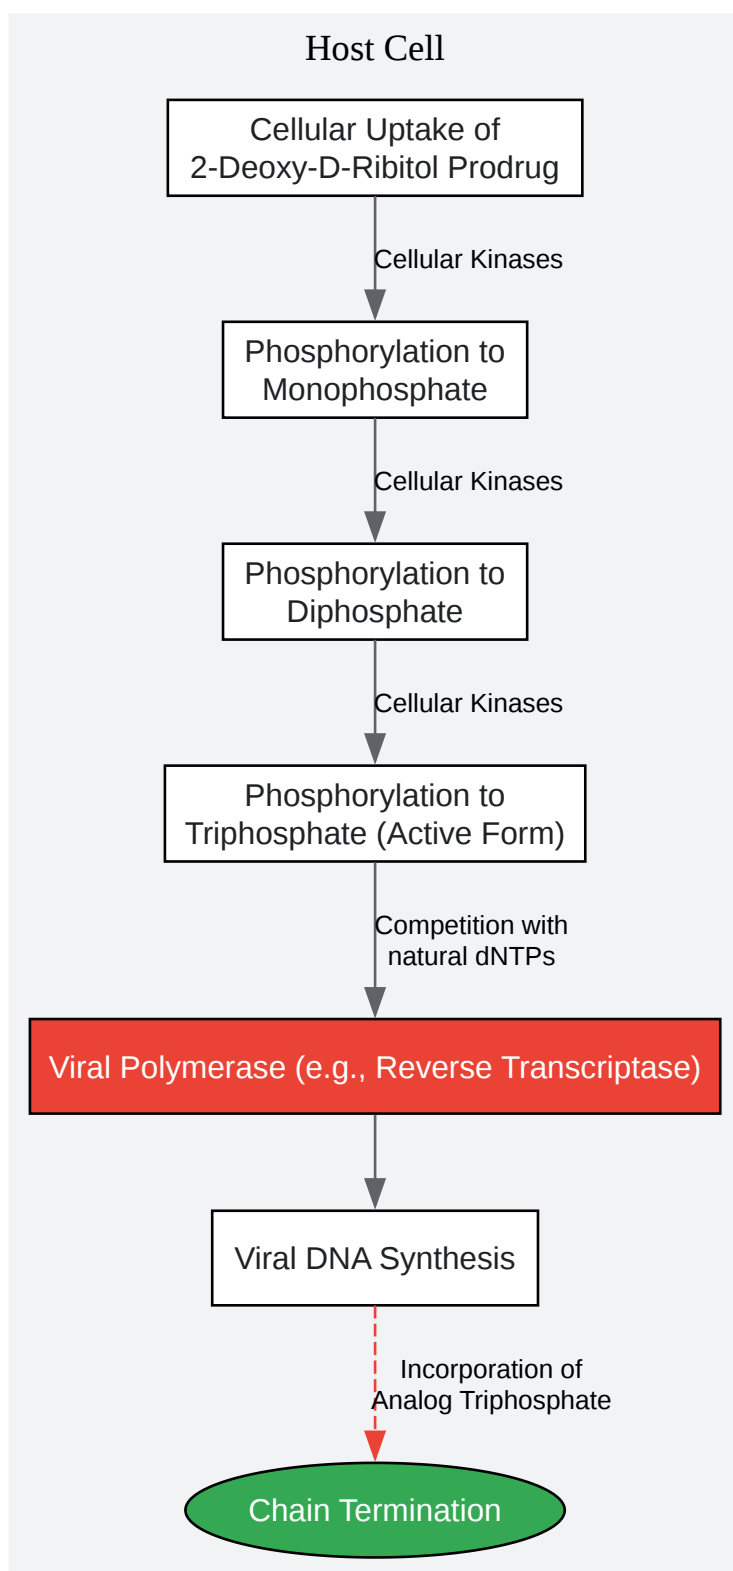 Host Cell
Cellular Uptake of
2-Deoxy-D-Ribitol Prodrug
Cellular Kinases
Phosphorylation to
Monophosphate
Cellular Kinases
Phosphorylation to
Diphosphate
Cellular Kinases
Phosphorylation to
Triphosphate (Active Form)
Competition with
natural dNTPs
Viral Polymerase (e.g., Reverse Transcriptase)
Viral DNA Synthesis
Incorporation of
Analog Triphosphate
Chain Termination